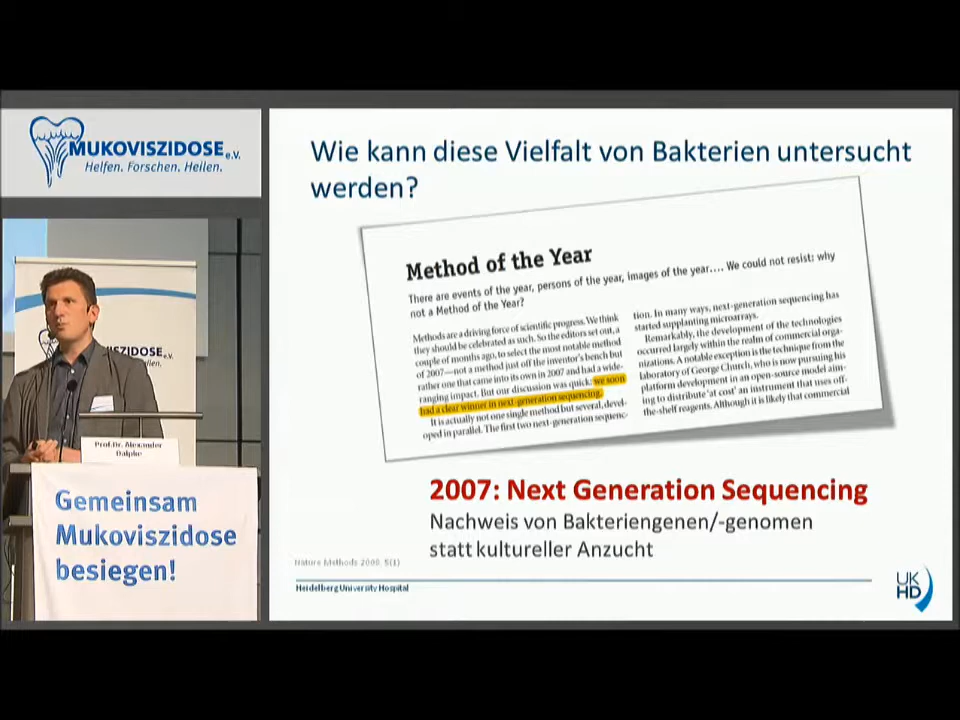 MUKOVISZIDOSE e.V.
Helfen. Forschen. Heilen.
Wie kann diese Vielfalt von Bakterien untersucht
werden?
Method of the Year
There are events of the year, persons of the year, images of the year.... We could not resist: why
not a Method of the Year?
Methods are a driving force of scientific progress. We think
they should be celebrated as such. So the editors set out, a
couple of months ago, to select the most notable method
of 2007—not a method just off the inventor's bench but
rather one that came into its own in 2007 and had a wide-
ranging impact. But our discussion was quick: we soon
had a clear winner in next-generation sequencing.
It is actually not one single method but several, devel-
oped in parallel. The first two next-generation sequenc-
tion. In many ways, next-generation sequencing has
started supplanting microarrays.
Remarkably, the development of the technologies
occurred largely within the realm of commercial orga-
nizations. A notable exception is the technique from the
laboratory of George Church, who is now pursuing his
platform development in an open-source model aim-
ing to distribute 'at cost' an instrument that uses off-
the-shelf reagents. Although it is likely that commercial
2007: Next Generation Sequencing
Nachweis von Bakteriengenen/-genomen
statt kultureller Anzucht
Nature Methods 2008, 5(1)
Heidelberg University Hospital
UK
HD
VISZIDOSE e.V.
Prof. Dr. Alexander
Dalpke
Gemeinsam
Mukoviszidose
besiegen!